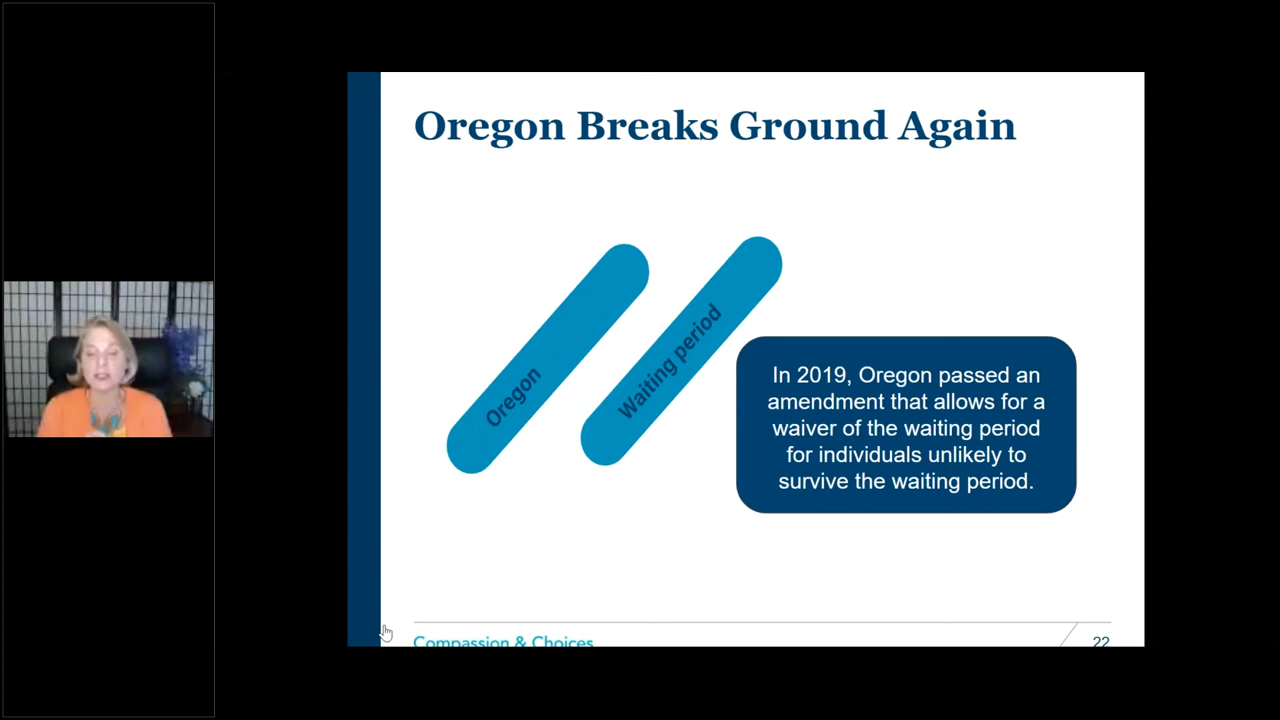 Oregon Breaks Ground Again
Oregon
Waiting period
In 2019, Oregon passed an
amendment that allows for a
waiver of the waiting period
for individuals unlikely to
survive the waiting period.
Compassion & Choices
22